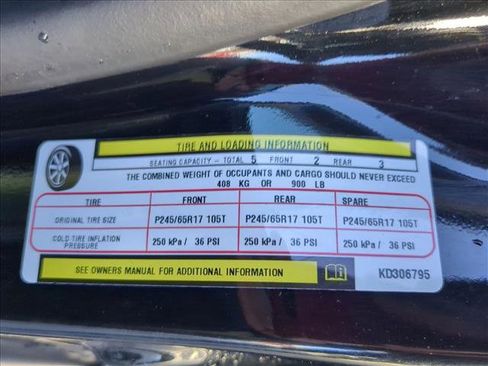 TIRE AND LOADING INFORMATION
SEATING CAPACITY - TOTAL 5 FRONT 2 REAR 3
THE COMBINED WEIGHT OF OCCUPANTS AND CARGO SHOULD NEVER EXCEED
408 KG OR 900 LB
TIRE FRONT REAR SPARE
ORIGINAL TIRE SIZE P245/65R17 105T P245/65R17 105T P245/65R17 105T
COLD TIRE INFLATION
PRESSURE 250 kPa / 36 PSI 250 kPa / 36 PSI 250 kPa / 36 PSI
SEE OWNERS MANUAL FOR ADDITIONAL INFORMATION KD306795